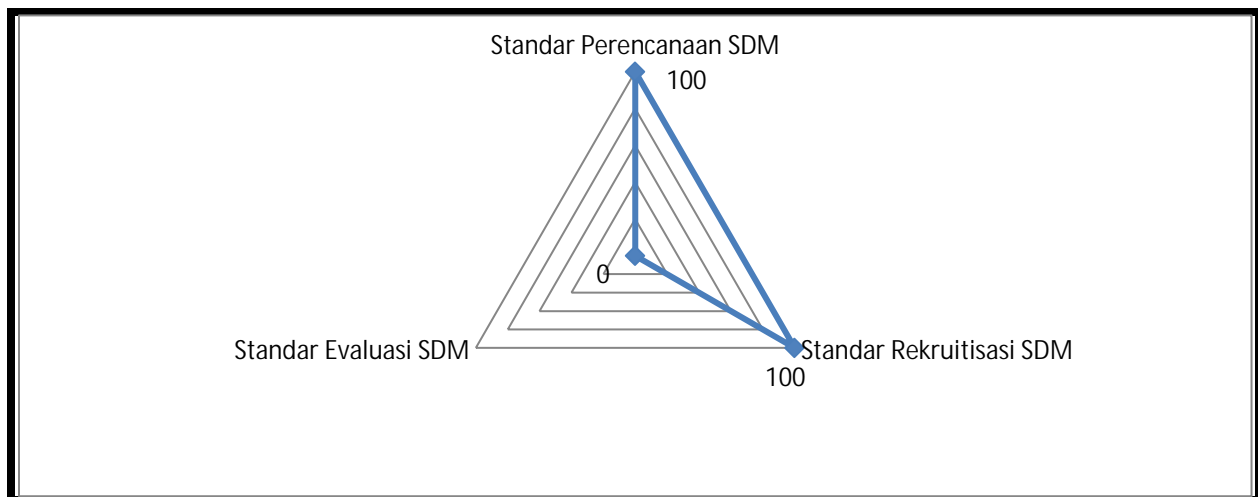 Standar Perencanaan SDM
100
0
Standar Evaluasi SDM
Standar Rekruitisasi SDM
100